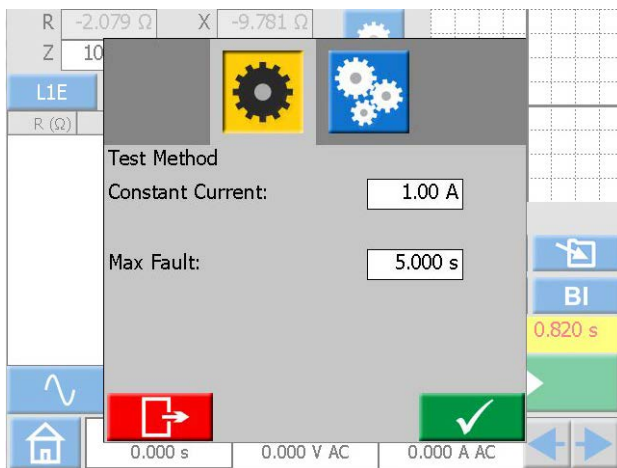 R -2.079 Ω X -9.781 Ω
Z 10
L1E
R (Ω)
Test Method
Constant Current: 1.00 A
Max Fault: 5.000 s
BI
0.820 s
0.000 s 0.000 V AC 0.000 A AC